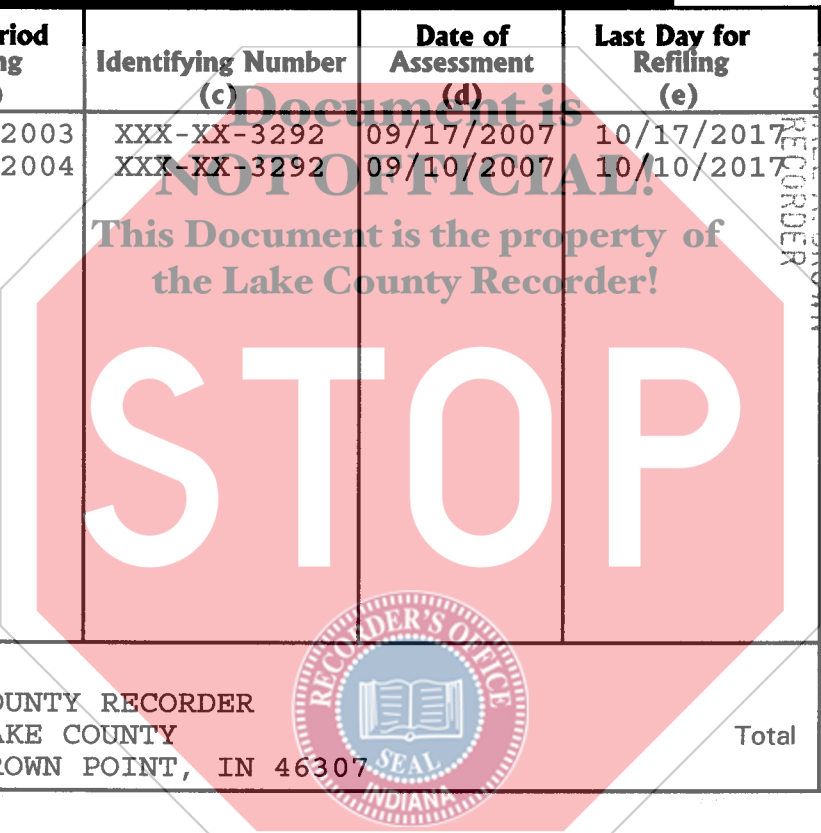 riod Date of Last Day for
ng Identifying Number Assessment Refiling
) (c) (d) (e)
2003 XXX-XX-3292 09/17/2007 10/17/2017
2004 XXX-XX-3292 09/10/2007 10/10/2017
Document is
NOT OFFICIAL!
This Document is the property of
the Lake County Recorder!
RECORDER
STOP
OUNTY RECORDER
AKE COUNTY Total
ROWN POINT, IN 46307
RECORDER'S OFFICE
SEAL
INDIANA